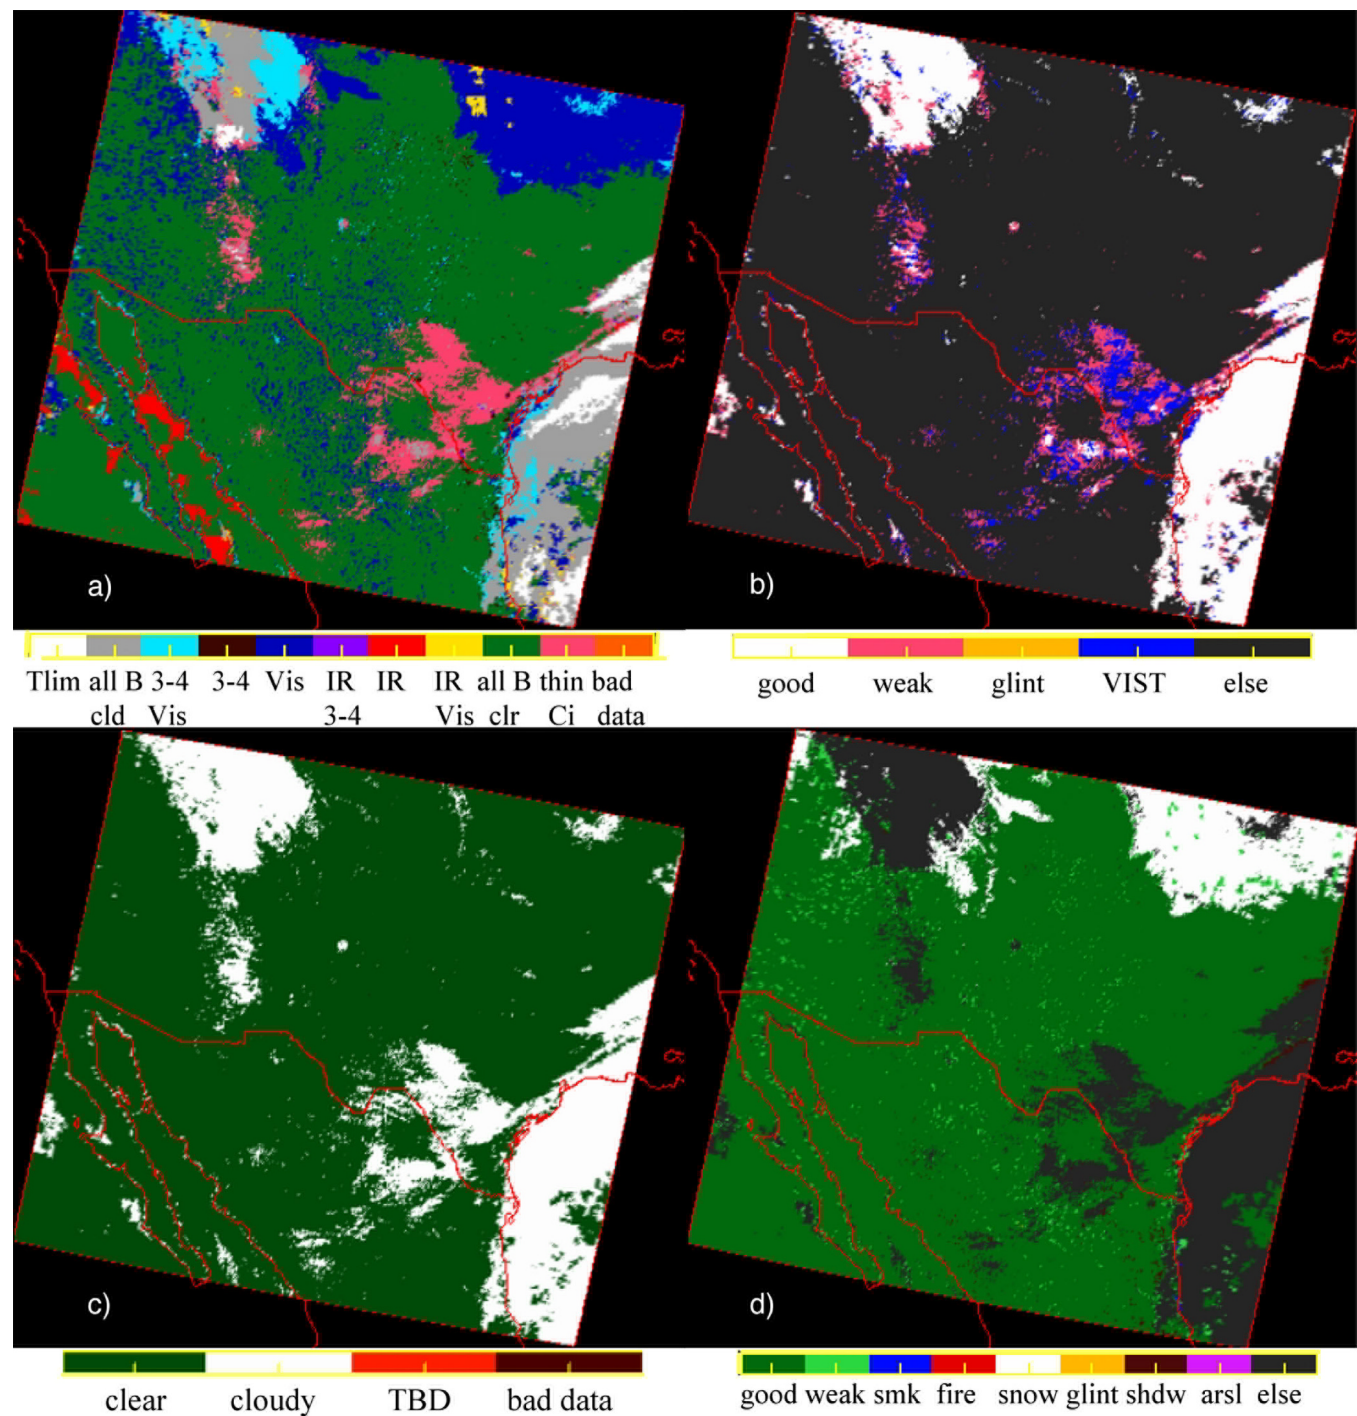 a)
b)
Tlim all B 3-4 3-4 Vis IR IR IR all B thin bad
cld Vis 3-4 Vis clr Ci data
good weak glint VIST else
c)
d)
clear cloudy TBD bad data
good weak smk fire snow glint shdw arsl else